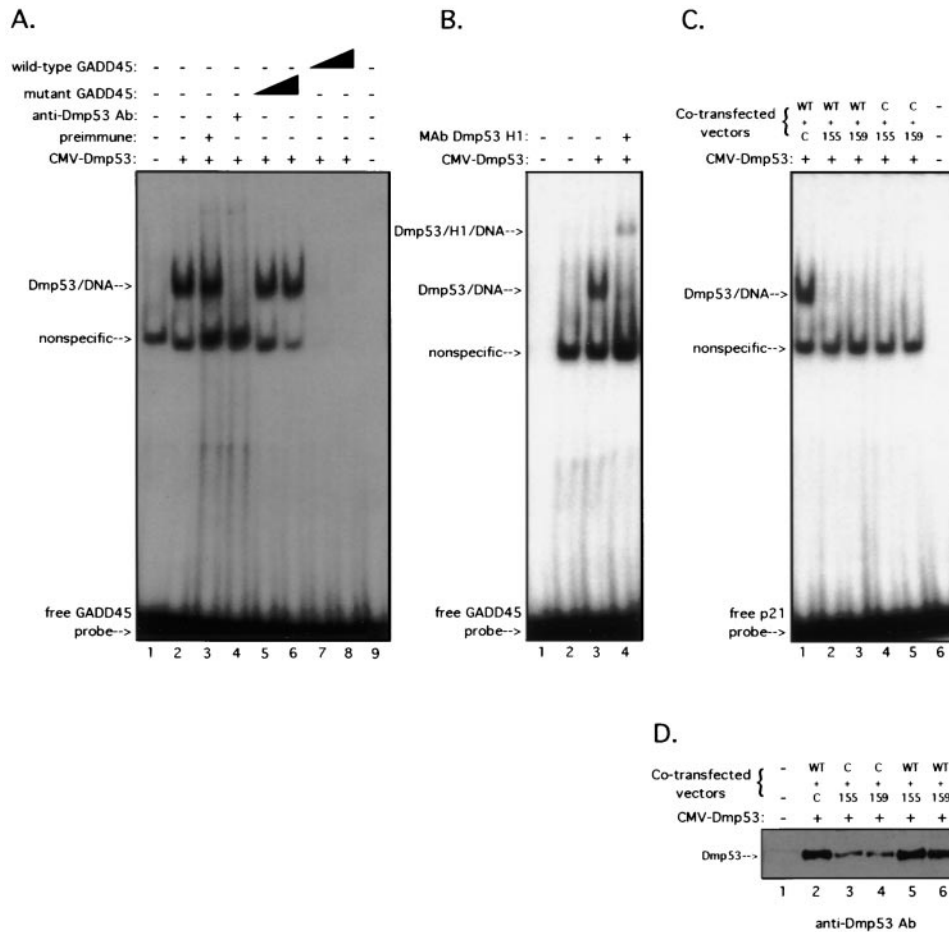 A.
wild-type GADD45: - - - - - - -
mutant GADD45: - - - - - - -
anti-Dmp53 Ab: - - - + - - - - -
preimmune: - - + - - - - - -
CMV-Dmp53: - + + + + + + + -
Dmp53/DNA-->
nonspecific-->
free GADD45
probe-->
1 2 3 4 5 6 7 8 9
B.
MAb Dmp53 H1: - - - +
CMV-Dmp53: - - + +
Dmp53/H1/DNA-->
Dmp53/DNA-->
nonspecific-->
free GADD45
probe-->
1 2 3 4
C.
WT WT WT C C -
Co-transfected { + + + + +
vectors C 155 159 155 159 -
CMV-Dmp53: + + + + + -
Dmp53/DNA-->
nonspecific-->
free p21
probe-->
1 2 3 4 5 6
D.
- WT C C WT WT
Co-transfected { + + + + +
vectors - C 155 159 155 159
CMV-Dmp53: - + + + + +
Dmp53-->
1 2 3 4 5 6
anti-Dmp53 Ab